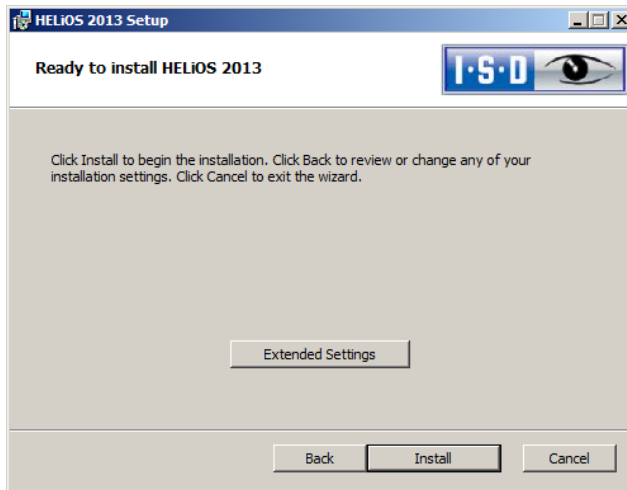 HELiOS 2013 Setup
Ready to install HELiOS 2013
I·S·D
Click Install to begin the installation. Click Back to review or change any of your
installation settings. Click Cancel to exit the wizard.
Extended Settings
Back Install Cancel